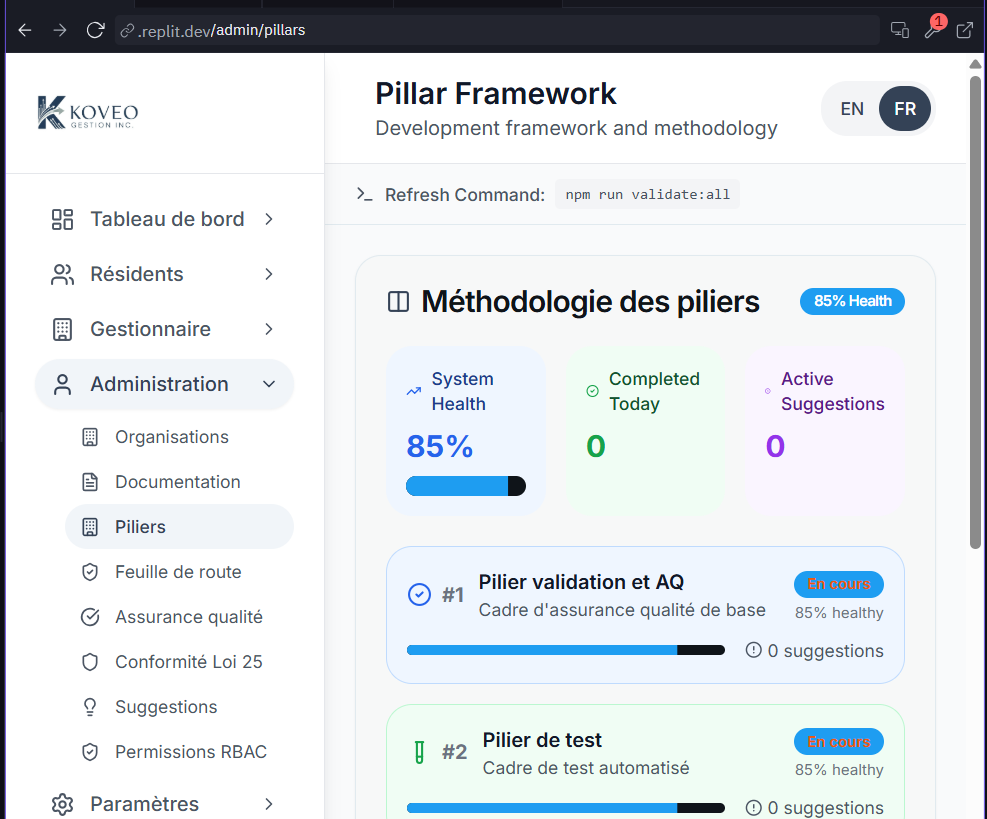 .replit.dev/admin/pillars
1
KOVEO
GESTION INC.
Pillar Framework
Development framework and methodology
EN
FR
Refresh Command:
npm run validate:all
Tableau de bord
Résidents
Gestionnaire
Administration
Organisations
Documentation
Piliers
Feuille de route
Assurance qualité
Conformité Loi 25
Suggestions
Permissions RBAC
Paramètres
Méthodologie des piliers
85% Health
System
Health
85%
Completed
Today
0
Active
Suggestions
0
#1
Pilier validation et AQ
Cadre d'assurance qualité de base
En cours
85% healthy
0 suggestions
#2
Pilier de test
Cadre de test automatisé
En cours
85% healthy
0 suggestions